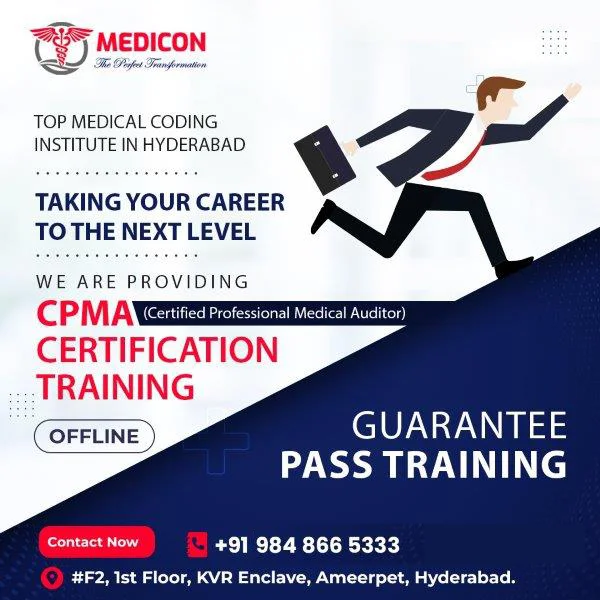 MEDICON
The Perfect Transformation
TOP MEDICAL CODING
INSTITUTE IN HYDERABAD
TAKING YOUR CAREER
TO THE NEXT LEVEL
WE ARE PROVIDING
CPMA (Certified Professional Medical Auditor)
CERTIFICATION
TRAINING
OFFLINE
GUARANTEE
PASS TRAINING
Contact Now +91 984 866 5333
#F2, 1st Floor, KVR Enclave, Ameerpet, Hyderabad.